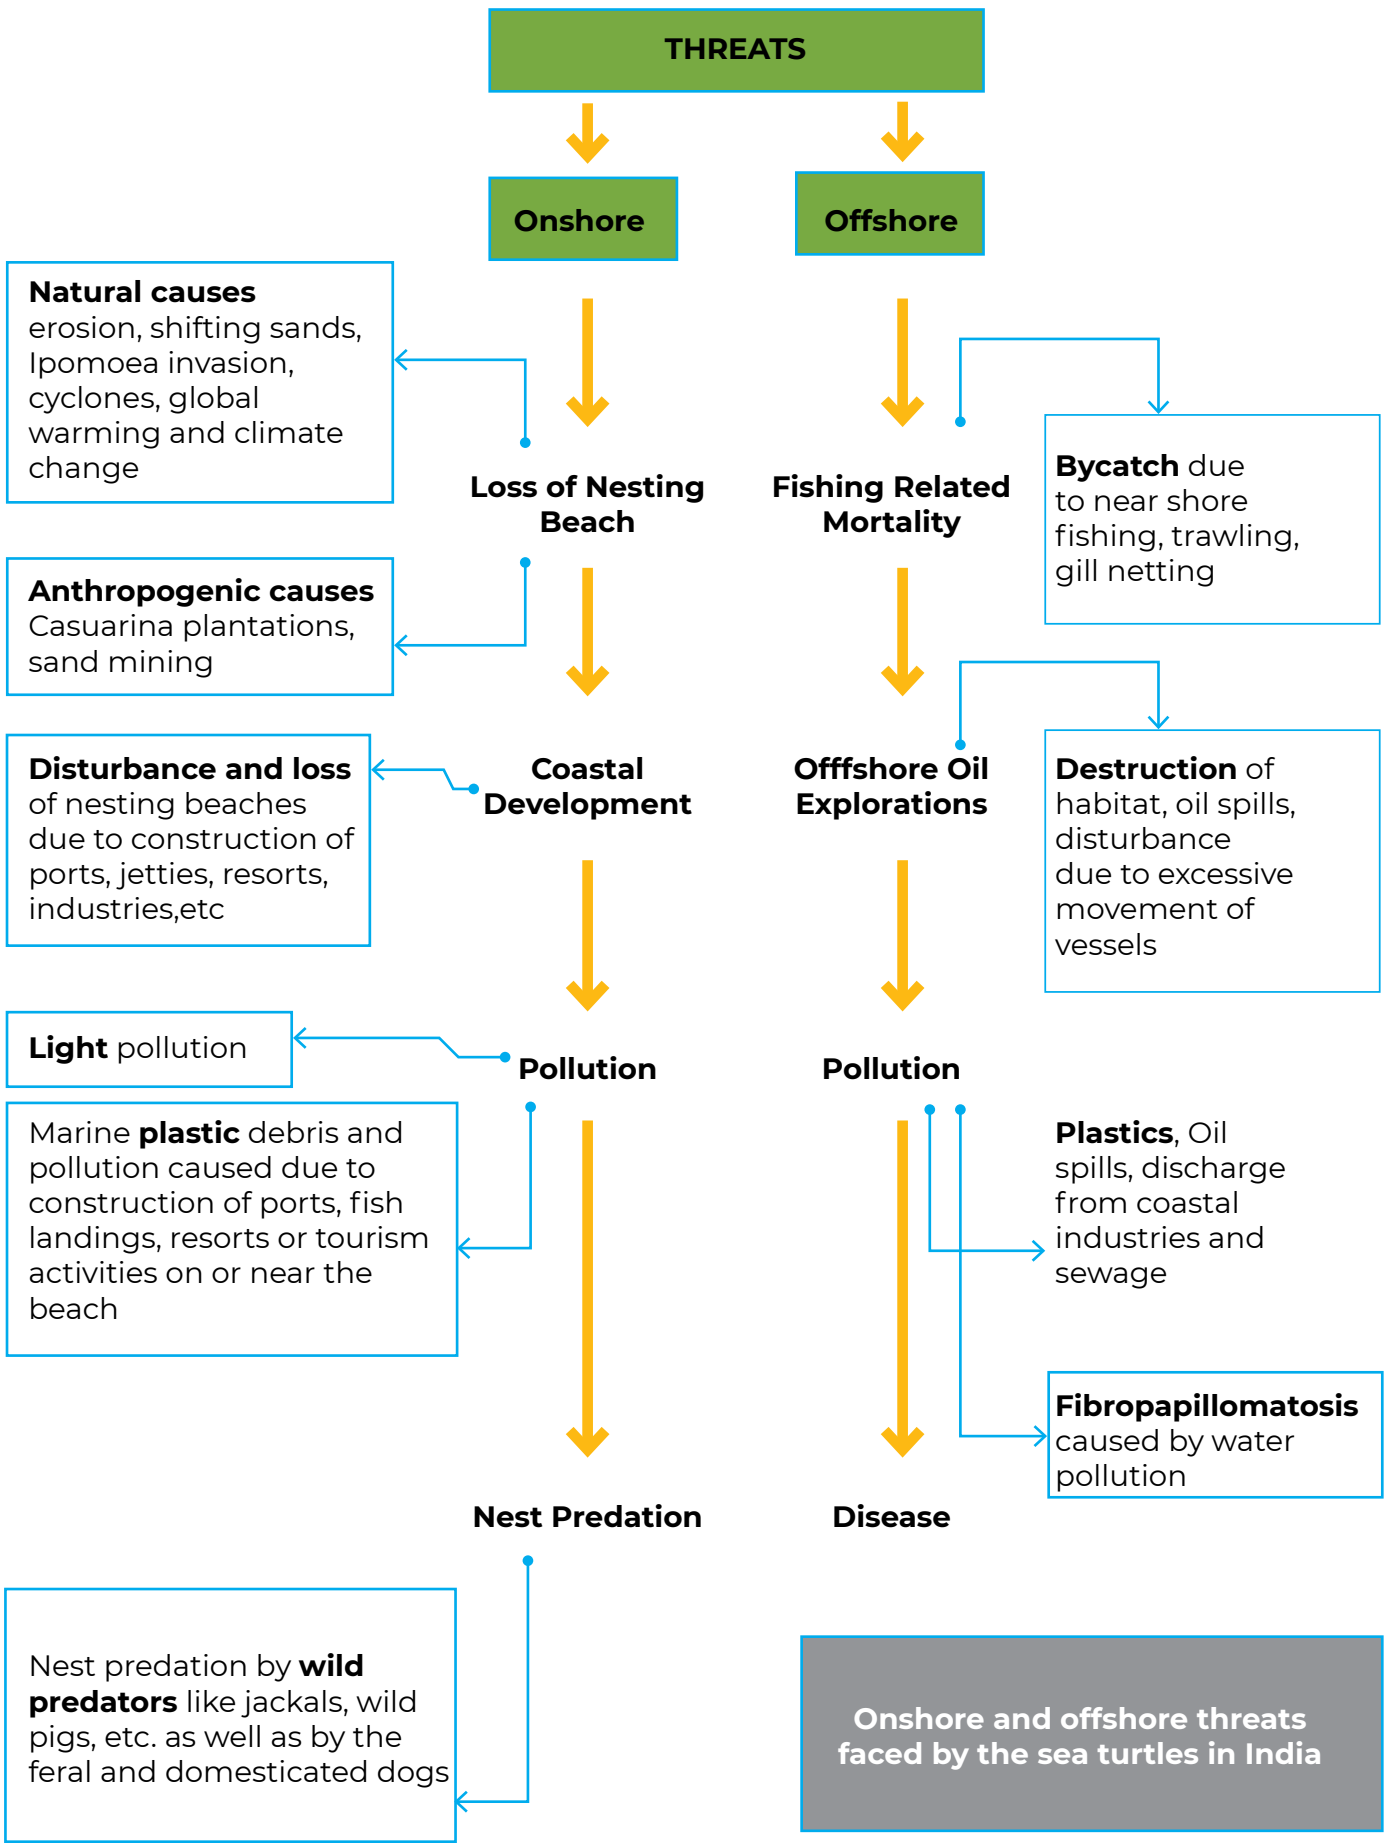 THREATS
Onshore
Offshore
Natural causes
erosion, shifting sands,
Ipomoea invasion,
cyclones, global
warming and climate
change
Loss of Nesting
Beach
Fishing Related
Mortality
Bycatch due
to near shore
fishing, trawling,
gill netting
Anthropogenic causes
Casuarina plantations,
sand mining
Disturbance and loss
of nesting beaches
due to construction of
ports, jetties, resorts,
industries,etc
Coastal
Development
Offfshore Oil
Explorations
Destruction of
habitat, oil spills,
disturbance
due to excessive
movement of
vessels
Light pollution
Pollution
Pollution
Marine plastic debris and
pollution caused due to
construction of ports, fish
landings, resorts or tourism
activities on or near the
beach
Plastics, Oil
spills, discharge
from coastal
industries and
sewage
Fibropapillomatosis
caused by water
pollution
Nest Predation
Disease
Nest predation by wild
predators like jackals, wild
pigs, etc. as well as by the
feral and domesticated dogs
Onshore and offshore threats
faced by the sea turtles in India